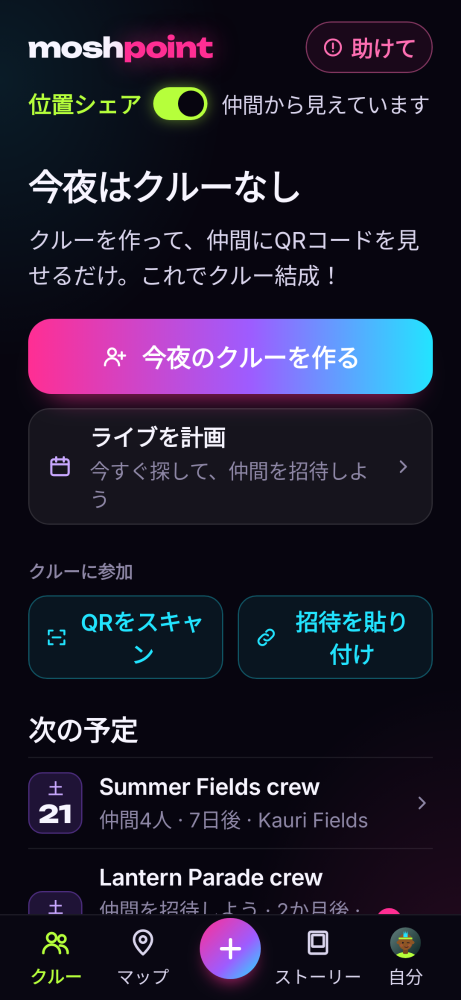 moshpoint
助けて
位置シェア
仲間から見えています
今夜はクルーなし
クルーを作って、仲間にQRコードを見
せるだけ。これでクルー結成！
今夜のクルーを作る
ライブを計画
今すぐ探して、仲間を招待しよ
う
クルーに参加
QRをスキャ
ン
招待を貼り
付け
次の予定
土
21
Summer Fields crew
仲間4人 · 7日後 · Kauri Fields
土
Lantern Parade crew
仲間を招待しよう · 2か月後 ·
クルー
マップ
ストーリー
自分